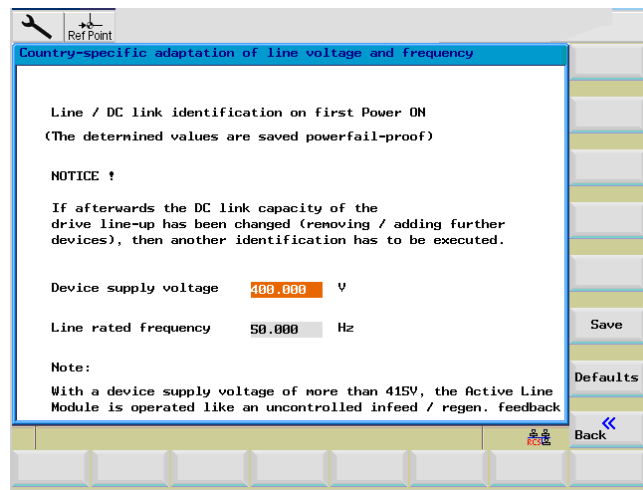 Ref Point
Country-specific adaptation of line voltage and frequency
Line / DC link identification on first Power ON
(The determined values are saved powerfail-proof)
NOTICE !
If afterwards the DC link capacity of the
drive line-up has been changed (removing / adding further
devices), then another identification has to be executed.
Device supply voltage 400.000 V
Line rated frequency 50.000 Hz
Save
Note:
Defaults
With a device supply voltage of more than 415V, the Active Line
Module is operated like an uncontrolled infeed / regen. feedback
Back